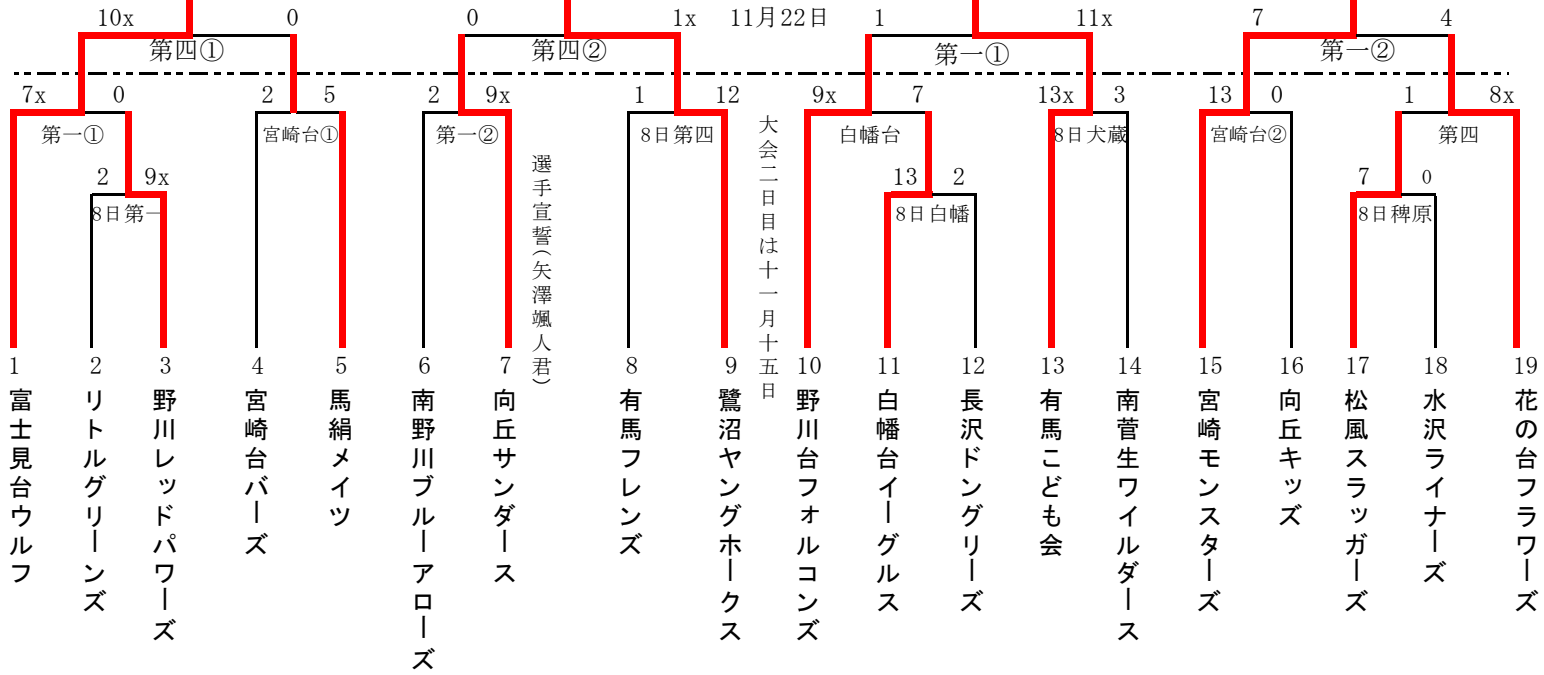 10x 0 0 1x 11月22日 1 11x 7 4
第四① 第四② 第一① 第一②
7x 0 2 5 2 9x 1 12 9x 7 13x 3 13 0 1 8x
第一① 宮崎台① 第一② 8日第四 白幡台 8日犬蔵 宮崎台② 第四
2 9x 13 2 7 0
8日第一 8日白幡 8日稗原
選手宣誓(矢澤颯人君)
大会二日目は十一月十五日
1 2 3 4 5 6 7 8 9 10 11 12 13 14 15 16 17 18 19
富士見台ウルフ
リトルグリーンズ
野川レッドパワーズ
宮崎台バーズ
馬絹メイツ
南野川ブルーアローズ
向丘サンダース
有馬フレンズ
鷺沼ヤングホークス
野川台フォルコンズ
白幡台イーグルス
長沢ドングリーズ
有馬こども会
南菅生ワイルダース
宮崎モンスターズ
向丘キッズ
松風スラッガーズ
水沢ライナーズ
花の台フラワーズ